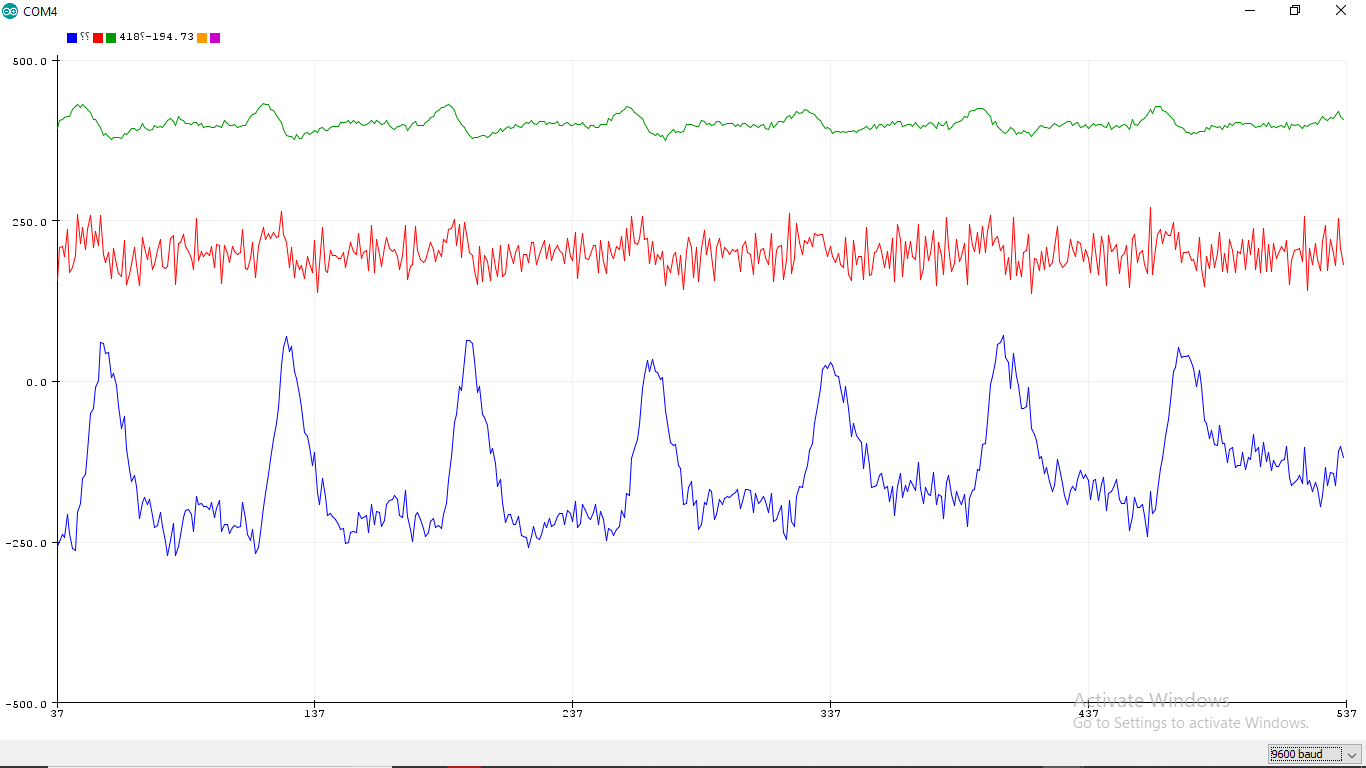 COM4
⸮⸮ 418⸮-194.73
500.0
250.0
0.0
-250.0
-500.0
37 137 237 337 437 537
Activate Windows
Go to Settings to activate Windows.
9600 baud